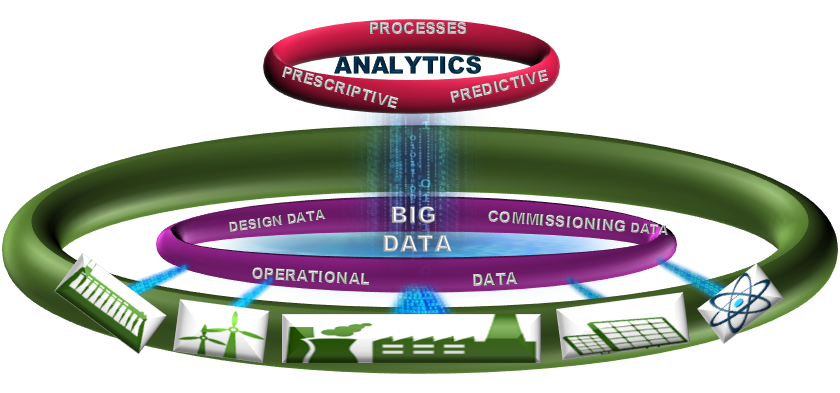 PROCESSES
ANALYTICS
PRESCRIPTIVE
PREDICTIVE
BIG
DATA
DESIGN DATA
COMMISSIONING DATA
OPERATIONAL DATA